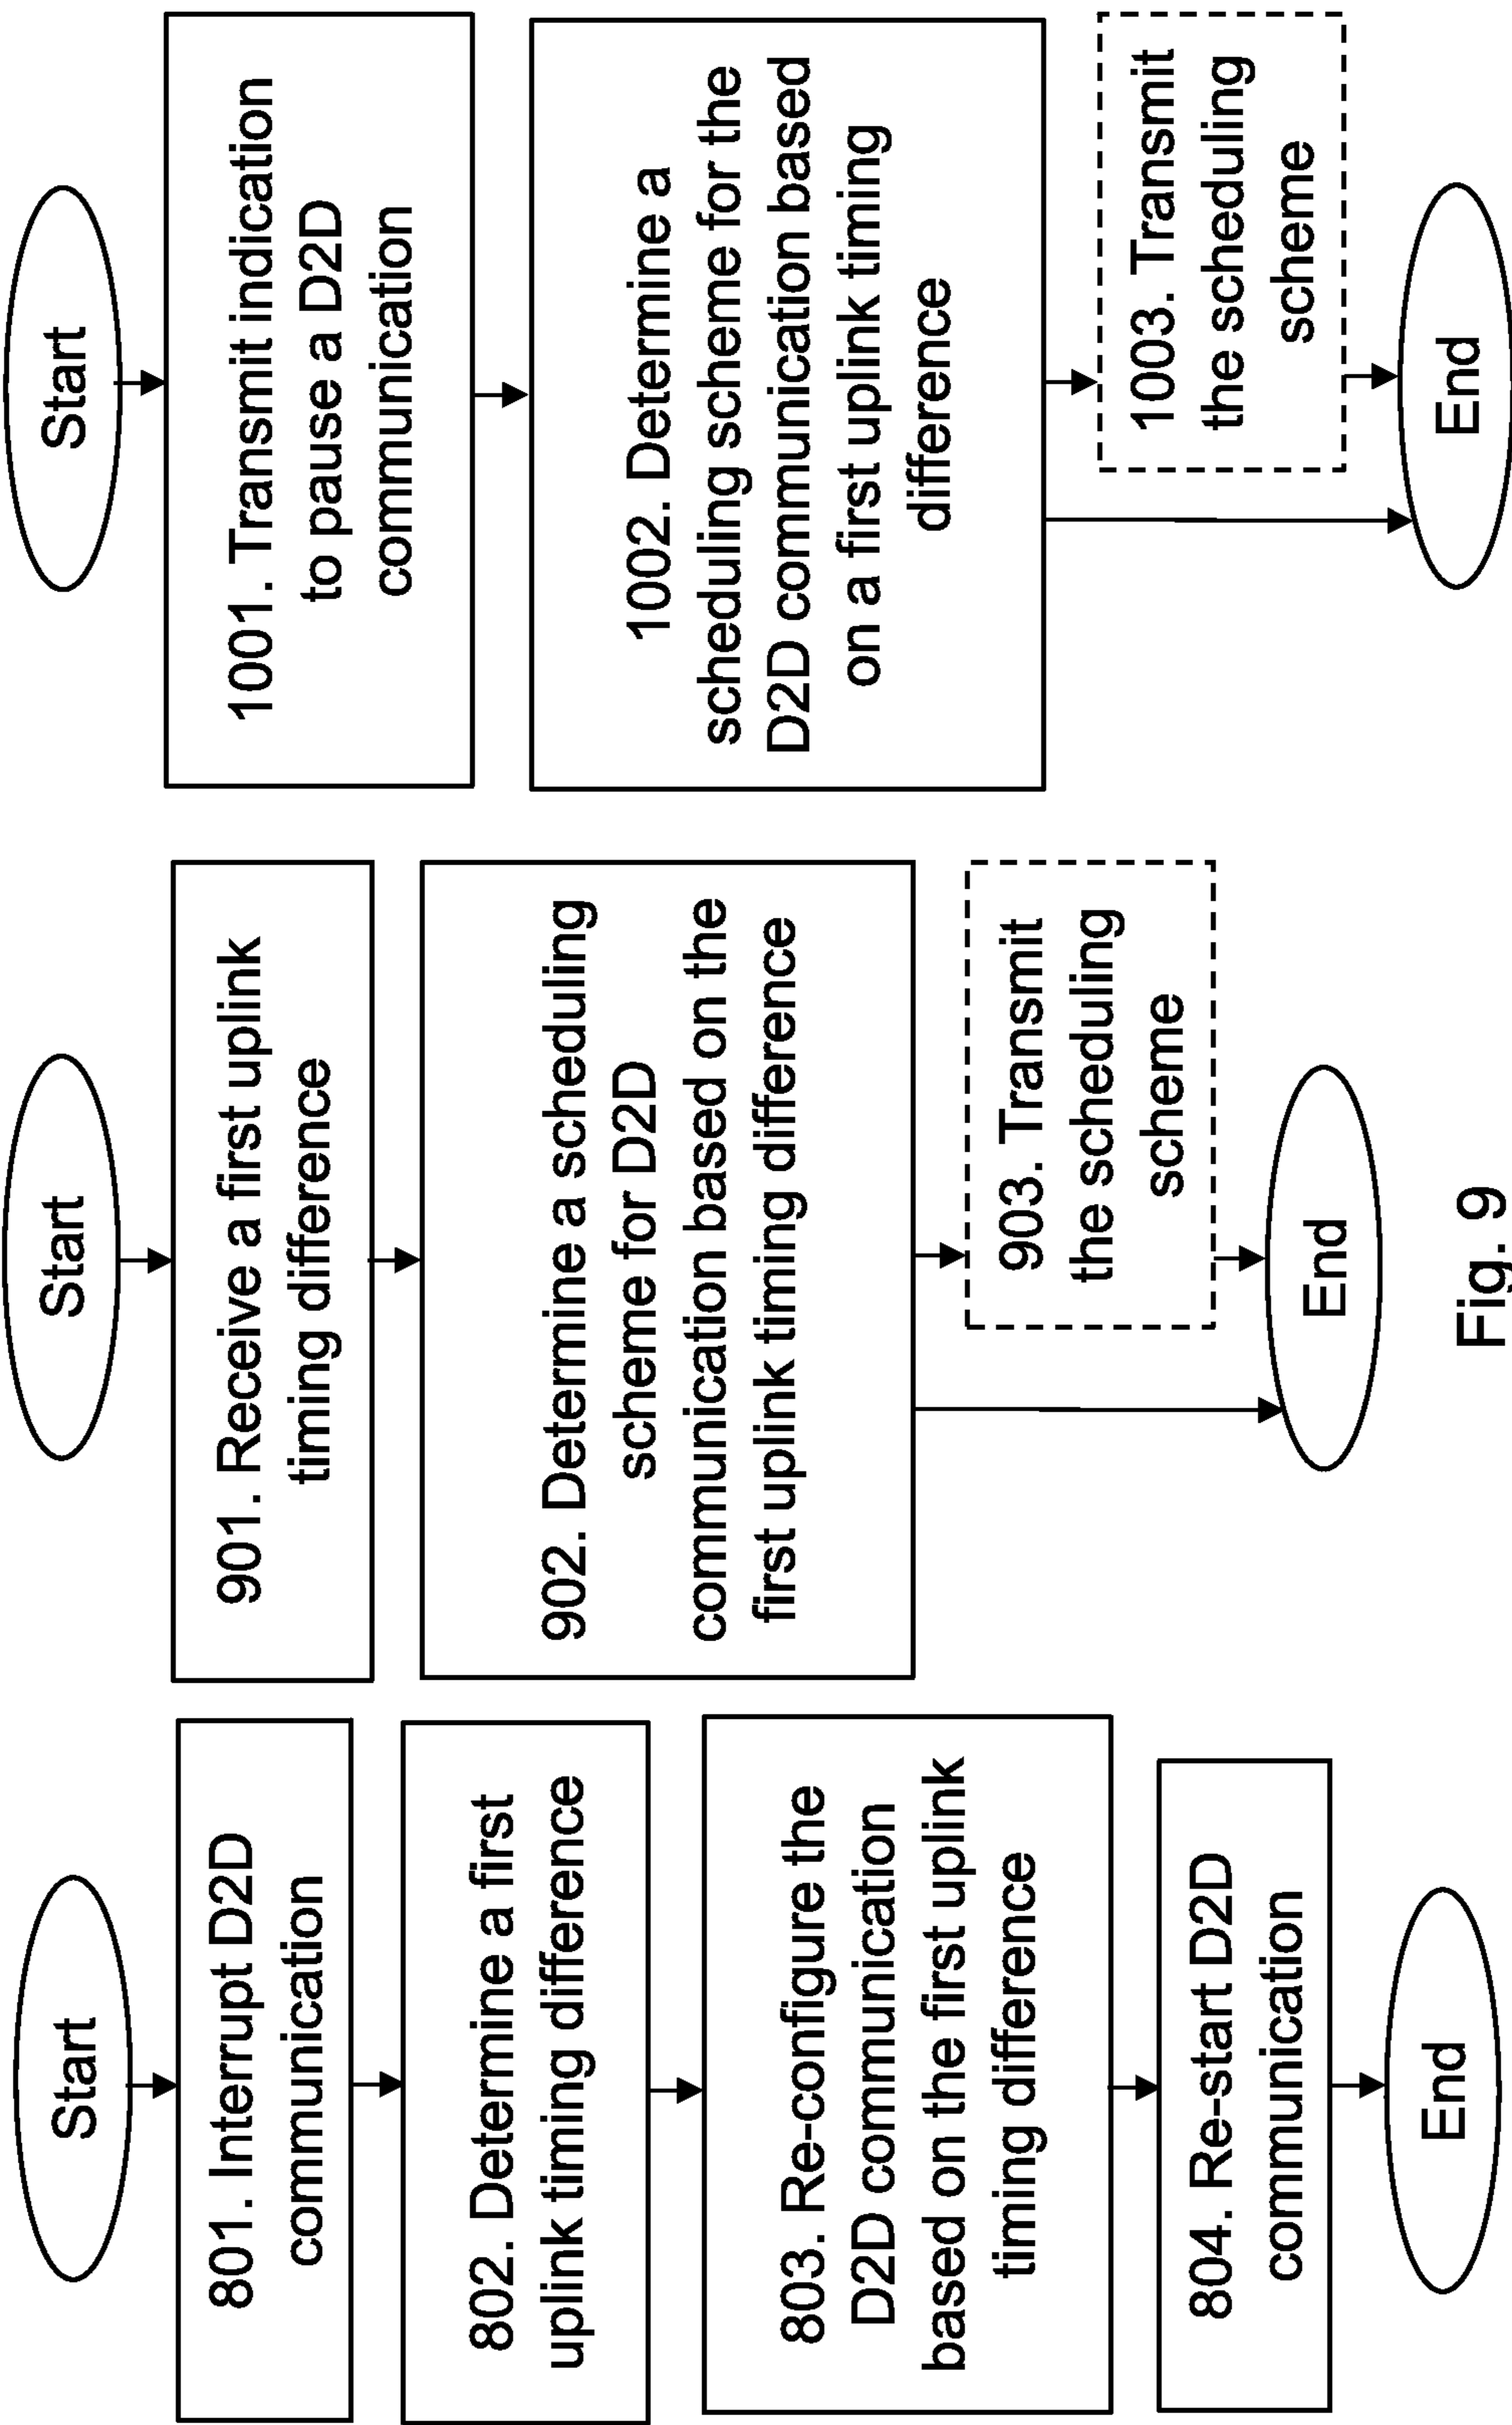 Start
801. Interrupt D2D
communication
802. Determine a first
uplink timing difference
803. Re-configure the
D2D communication
based on the first uplink
timing difference
804. Re-start D2D
communication
End
Start
901. Receive a first uplink
timing difference
902. Determine a scheduling
scheme for D2D
communication based on the
first uplink timing difference
903. Transmit
the scheduling
scheme
End
Fig. 9
Start
1001. Transmit indication
to pause a D2D
communication
1002. Determine a
scheduling scheme for the
D2D communication based
on a first uplink timing
difference
1003. Transmit
the scheduling
scheme
End